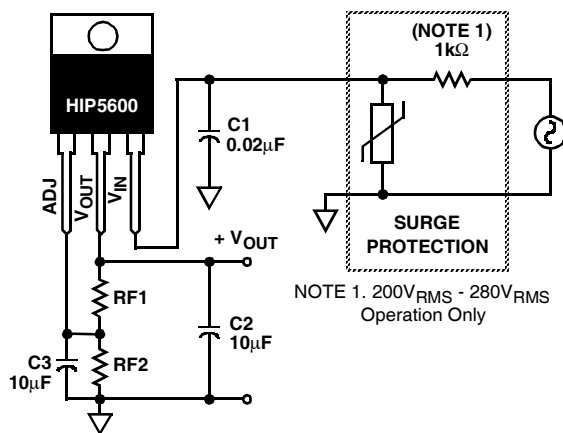 (NOTE 1)
1kΩ
HIP5600
C1
0.02µF
ADJ
VOUT
VIN
SURGE
PROTECTION
+ VOUT
NOTE 1. 200VRMS - 280VRMS
Operation Only
RF1
C2
10µF
C3
10µF
RF2